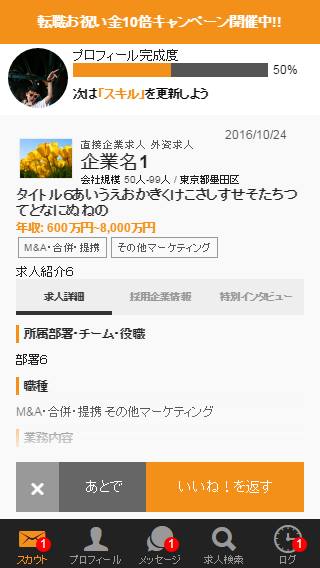 転職お祝い金10倍キャンペーン開催中!!
プロフィール完成度
50%
次は「スキル」を更新しよう
2016/10/24
直接企業求人 外資求人
企業名1
会社規模 50人-99人 / 東京都墨田区
タイトル6あいうえおかきくけこさしすせそたちつ
てとなにぬねの
年収: 600万円~8,000万円
M&A・合併・提携 その他マーケティング
求人紹介6
求人詳細 採用企業情報 特別インタビュー
所属部署・チーム・役職
部署6
職種
M&A・合併・提携 その他マーケティング
業務内容
× あとで いいね！を返す
1 1 1
スカウト プロフィール メッセージ 求人検索 ログ